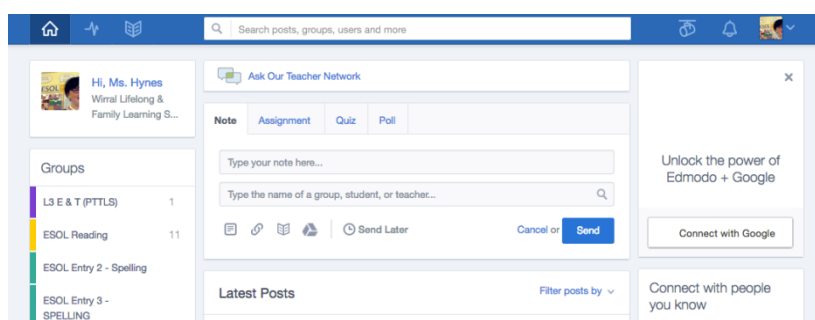 Search posts, groups, users and more
ESOL
Hi, Ms. Hynes
Wirral Lifelong &
Family Learning S...
Groups
L3 E & T (PTTLS) 1
ESOL Reading 11
ESOL Entry 2 - Spelling
ESOL Entry 3 -
SPELLING
Ask Our Teacher Network
Note Assignment Quiz Poll
Type your note here...
Type the name of a group, student, or teacher...
Send Later Cancel or Send
Latest Posts Filter posts by
×
Unlock the power of
Edmodo + Google
Connect with Google
Connect with people
you know